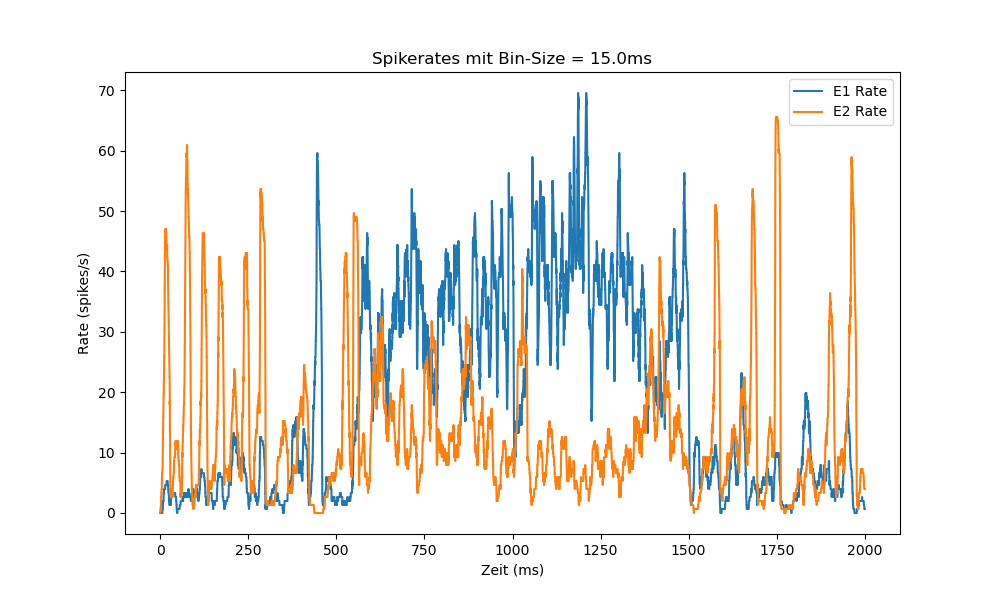 Spikerates mit Bin-Size = 15.0ms
E1 Rate
E2 Rate
Rate (spikes/s)
70
60
50
40
30
20
10
0
0 250 500 750 1000 1250 1500 1750 2000
Zeit (ms)